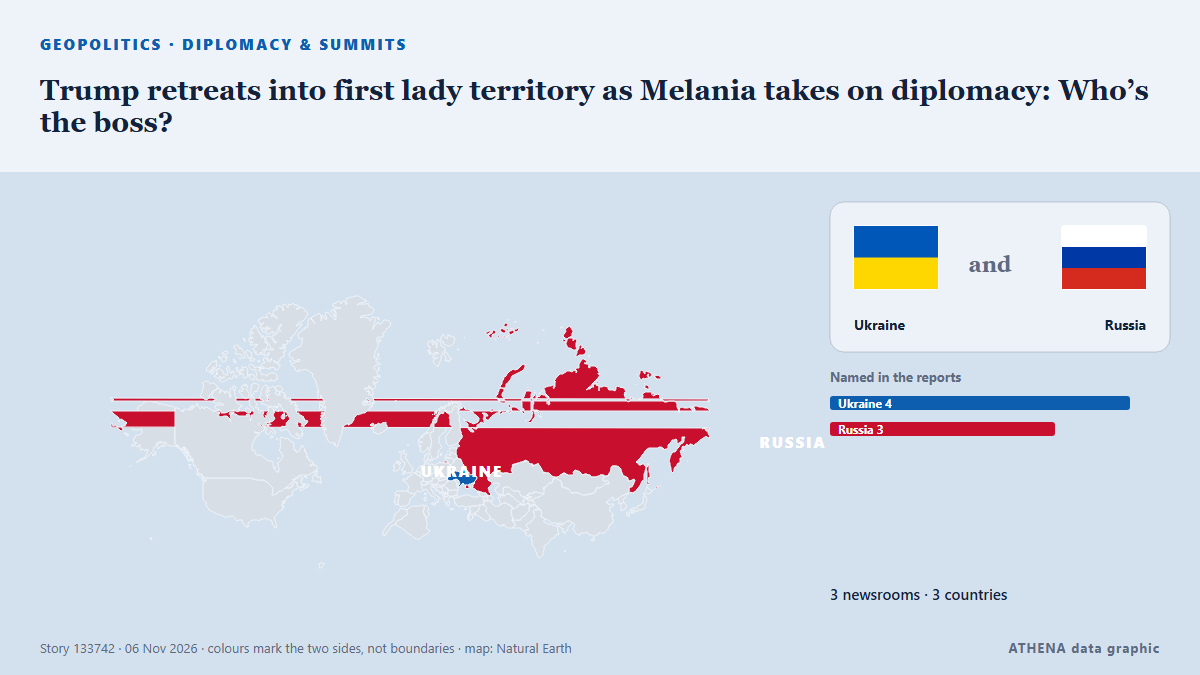 GEOPOLITICS · DIPLOMACY & SUMMITS
Trump retreats into first lady territory as Melania takes on diplomacy: Who’s
the boss?
and
Ukraine
Russia
Named in the reports
Ukraine 4
Russia 3
RUSSIA
UKRAINE
3 newsrooms · 3 countries
Story 133742 · 06 Nov 2026 · colours mark the two sides, not boundaries · map: Natural Earth
ATHENA data graphic